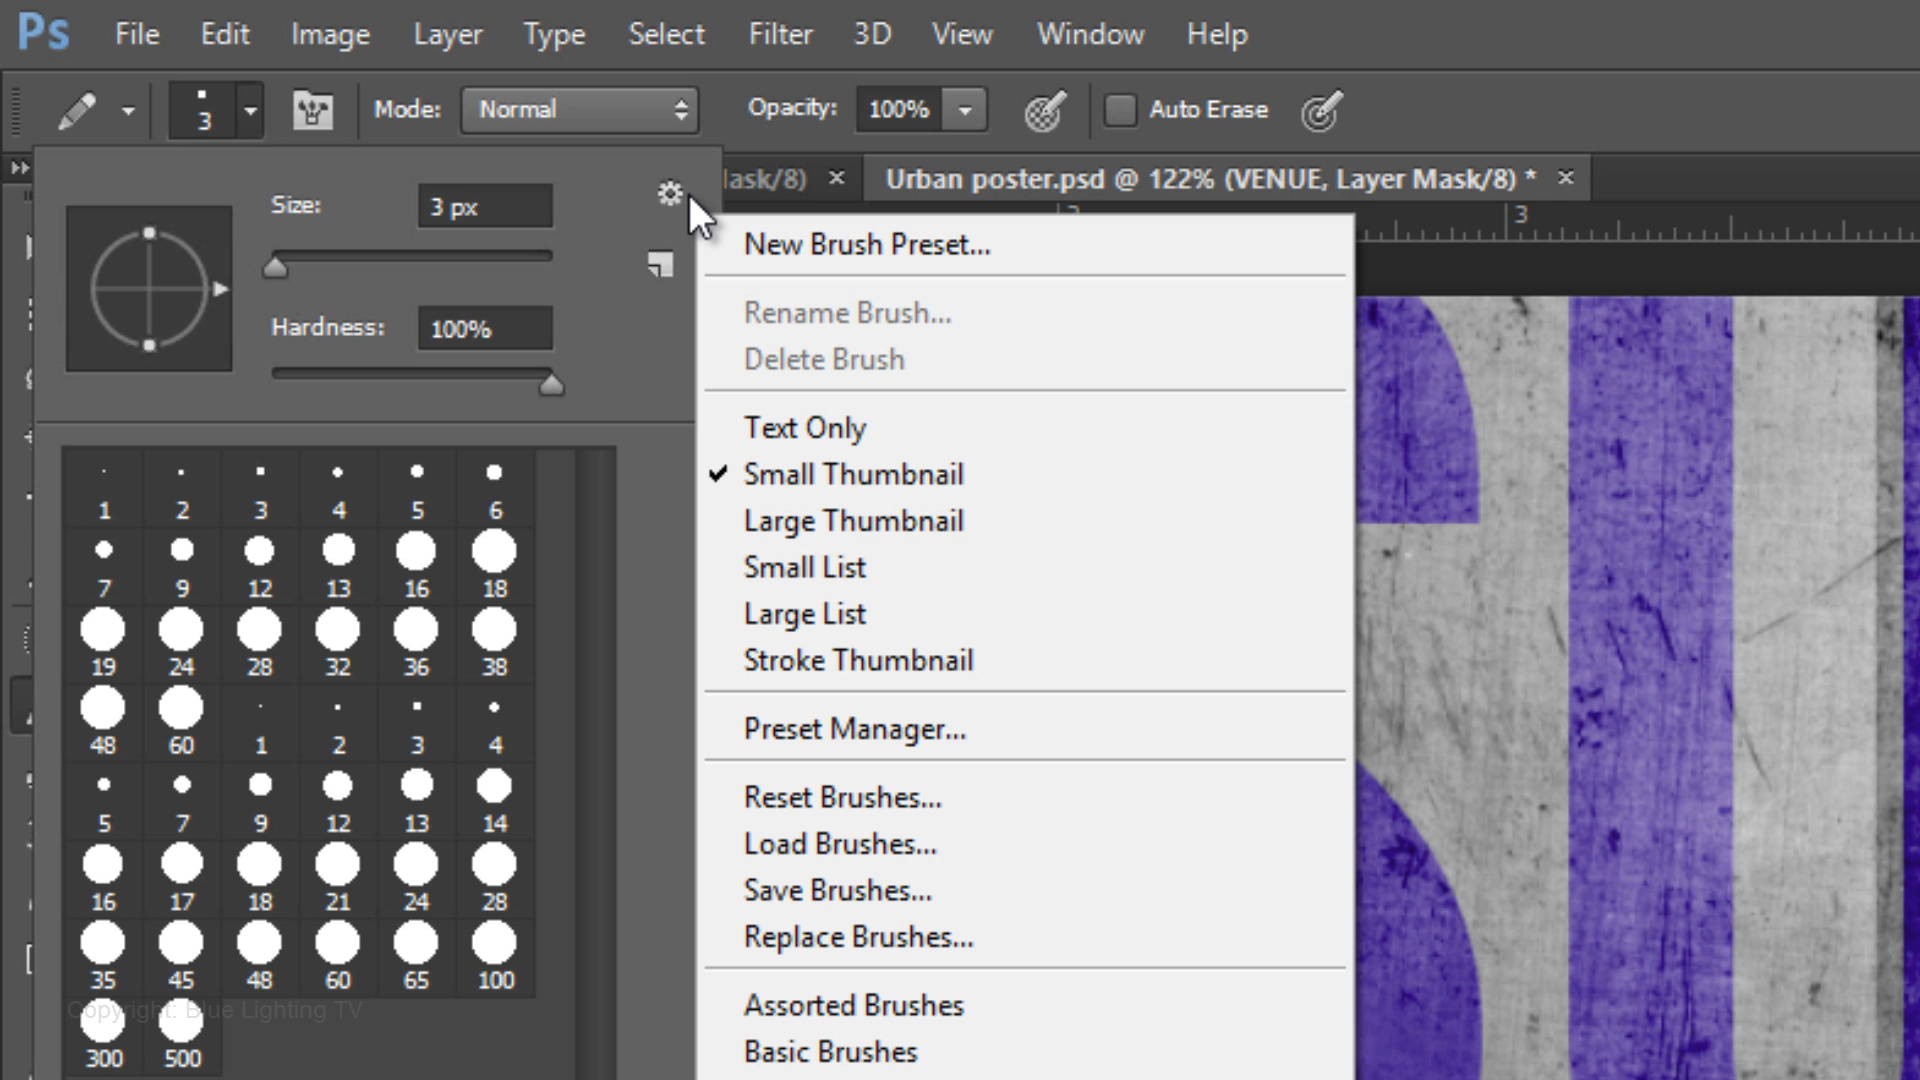 Ps File Edit Image Layer Type Select Filter 3D View Window Help
3 Mode: Normal Opacity: 100% Auto Erase
Mask/8) × Urban poster.psd @ 122% (VENUE, Layer Mask/8) * ×
3
Size: 3 px
Hardness: 100%
1 2 3 4 5 6
7 9 12 13 16 18
19 24 28 32 36 38
48 60 1 2 3 4
5 7 9 12 13 14
16 17 18 21 24 28
35 45 48 60 65 100
Copyright: Blue Lighting TV
300 500
New Brush Preset...
Rename Brush...
Delete Brush
Text Only
Small Thumbnail
Large Thumbnail
Small List
Large List
Stroke Thumbnail
Preset Manager...
Reset Brushes...
Load Brushes...
Save Brushes...
Replace Brushes...
Assorted Brushes
Basic Brushes